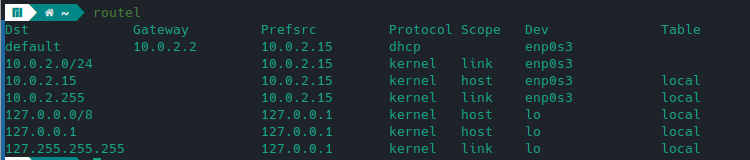 ~ routel
Dst Gateway Prefsrc Protocol Scope Dev Table
default 10.0.2.2 10.0.2.15 dhcp enp0s3
10.0.2.0/24 10.0.2.15 kernel link enp0s3
10.0.2.15 10.0.2.15 kernel host enp0s3 local
10.0.2.255 10.0.2.15 kernel link enp0s3 local
127.0.0.0/8 127.0.0.1 kernel host lo local
127.0.0.1 127.0.0.1 kernel host lo local
127.255.255.255 127.0.0.1 kernel link lo local